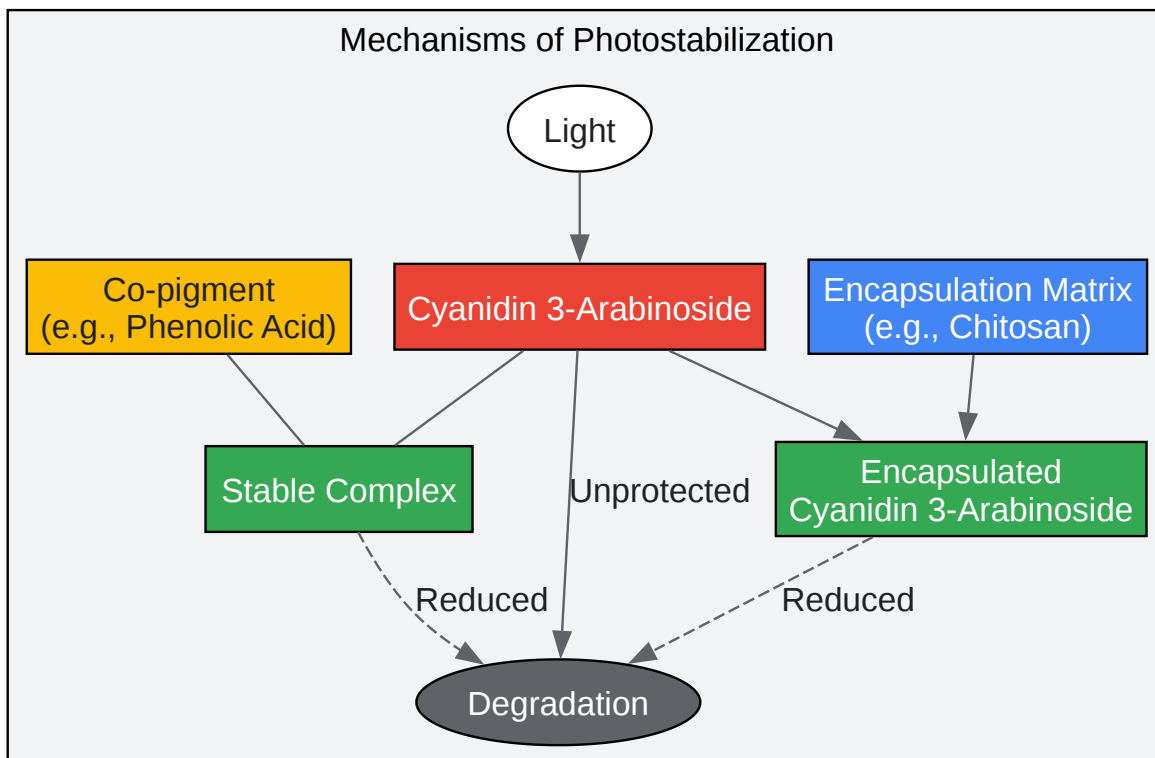 Mechanisms of Photostabilization
Light
Co-pigment
(e.g., Phenolic Acid)
Cyanidin 3-Arabinoside
Encapsulation Matrix
(e.g., Chitosan)
Stable Complex
Unprotected
Encapsulated
Cyanidin 3-Arabinoside
Reduced
Reduced
Degradation